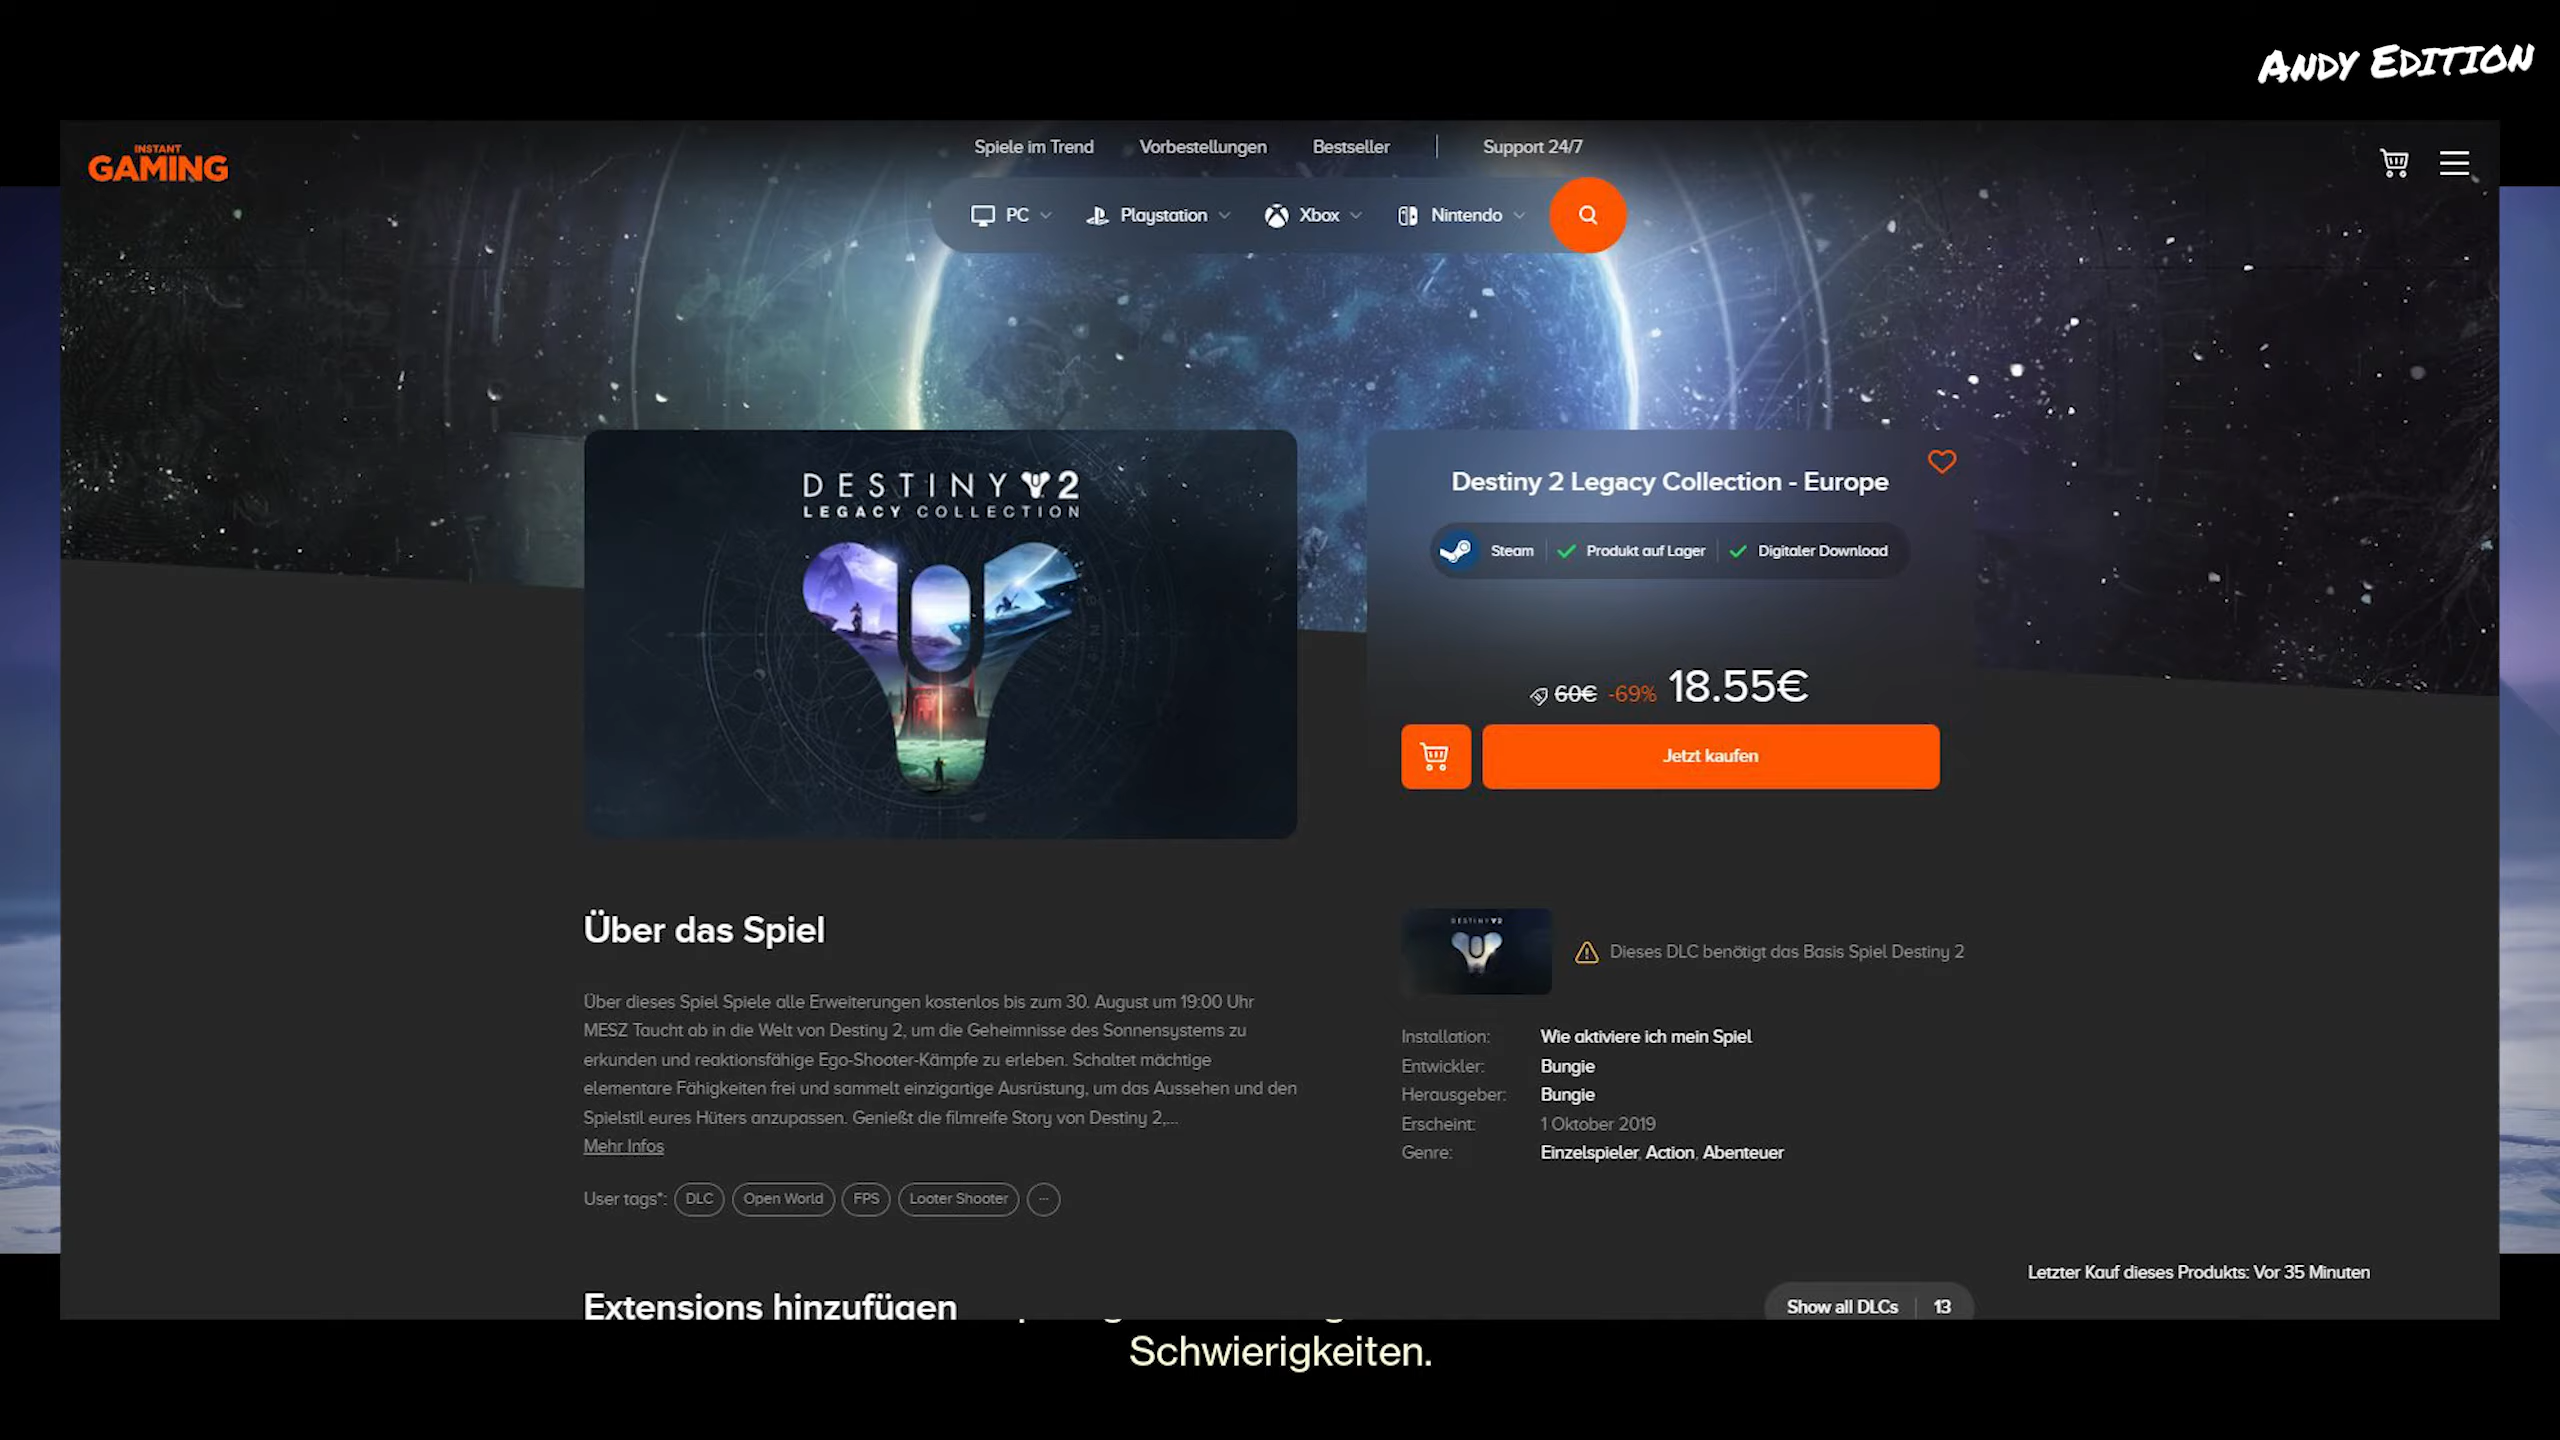 ANDY EDITION
INSTANT
GAMING
Spiele im Trend Vorbestellungen Bestseller Support 24/7
PC Playstation Xbox Nintendo
DESTINY 2
LEGACY COLLECTION
Destiny 2 Legacy Collection - Europe
Steam Produkt auf Lager Digitaler Download
60€ -69% 18.55€
Jetzt kaufen
Über das Spiel
Über dieses Spiel Spiele alle Erweiterungen kostenlos bis zum 30. August um 19:00 Uhr
MESZ Taucht ab in die Welt von Destiny 2, um die Geheimnisse des Sonnensystems zu
erkunden und reaktionsfähige Ego-Shooter-Kämpfe zu erleben. Schaltet mächtige
elementare Fähigkeiten frei und sammelt einzigartige Ausrüstung, um das Aussehen und den
Spielstil eures Hüters anzupassen. Genießt die filmreife Story von Destiny 2,...
Mehr Infos
User tags*: DLC Open World FPS Looter Shooter ...
DESTINY 2
Dieses DLC benötigt das Basis Spiel Destiny 2
Installation: Wie aktiviere ich mein Spiel
Entwickler: Bungie
Herausgeber: Bungie
Erscheint: 1 Oktober 2019
Genre: Einzelspieler, Action, Abenteuer
Letzter Kauf dieses Produkts: Vor 35 Minuten
Extensions hinzufügen
Show all DLCs 13
Schwierigkeiten.